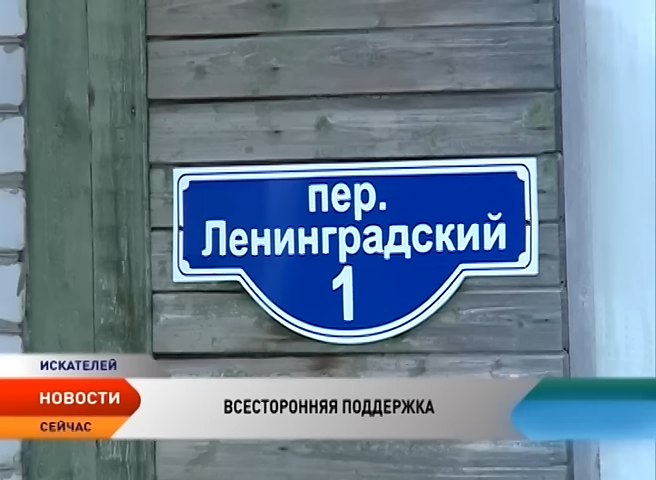 пер.
Ленинградский
1
ИСКАТЕЛЕЙ
НОВОСТИ
ВСЕСТОРОННЯЯ ПОДДЕРЖКА
СЕЙЧАС